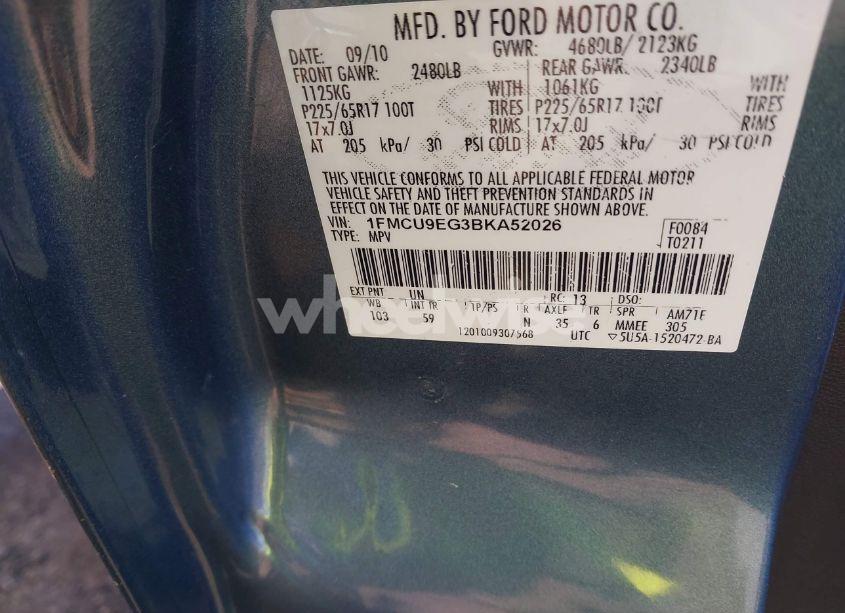 MFD. BY FORD MOTOR CO.
DATE: 09/10 GVWR: 4680LB/ 2123KG
FRONT GAWR: 2480LB REAR GAWR: 2340LB
1125KG WITH 1061KG WITH
P225/65R17 100T TIRES P225/65R17 100T TIRES
17x7.0J RIMS 17x7.0J RIMS
AT 205 kPa/ 30 PSI COLD AT 205 kPa/ 30 PSI COLD
THIS VEHICLE CONFORMS TO ALL APPLICABLE FEDERAL MOTOR
VEHICLE SAFETY AND THEFT PREVENTION STANDARDS IN
EFFECT ON THE DATE OF MANUFACTURE SHOWN ABOVE.
VIN: 1FMCU9EG3BKA52026 F0084
TYPE: MPV T0211
EXT PNT UN RC: 13 DSO:
WB INT TR TP/PS R AXLE TR SPR AM71E
103 59 N 35 6 MMEE 305
1201009307568 UTC ▽5U5A-1520472-BA
wheelwise